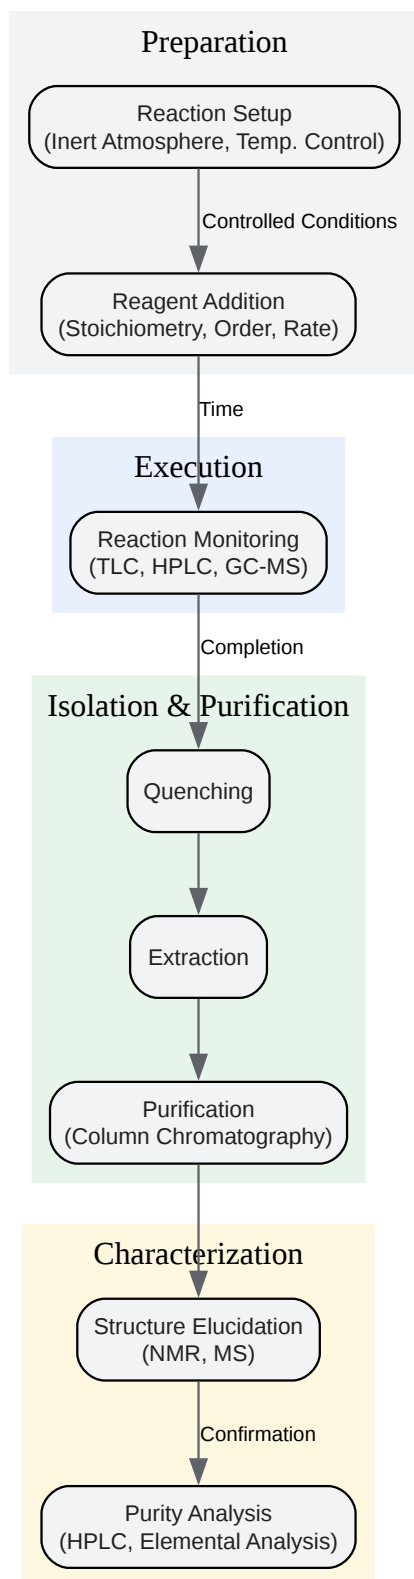 Preparation
Reaction Setup
(Inert Atmosphere, Temp. Control)
Controlled Conditions
Reagent Addition
(Stoichiometry, Order, Rate)
Time
Execution
Reaction Monitoring
(TLC, HPLC, GC-MS)
Completion
Isolation & Purification
Quenching
Extraction
Purification
(Column Chromatography)
Characterization
Structure Elucidation
(NMR, MS)
Confirmation
Purity Analysis
(HPLC, Elemental Analysis)